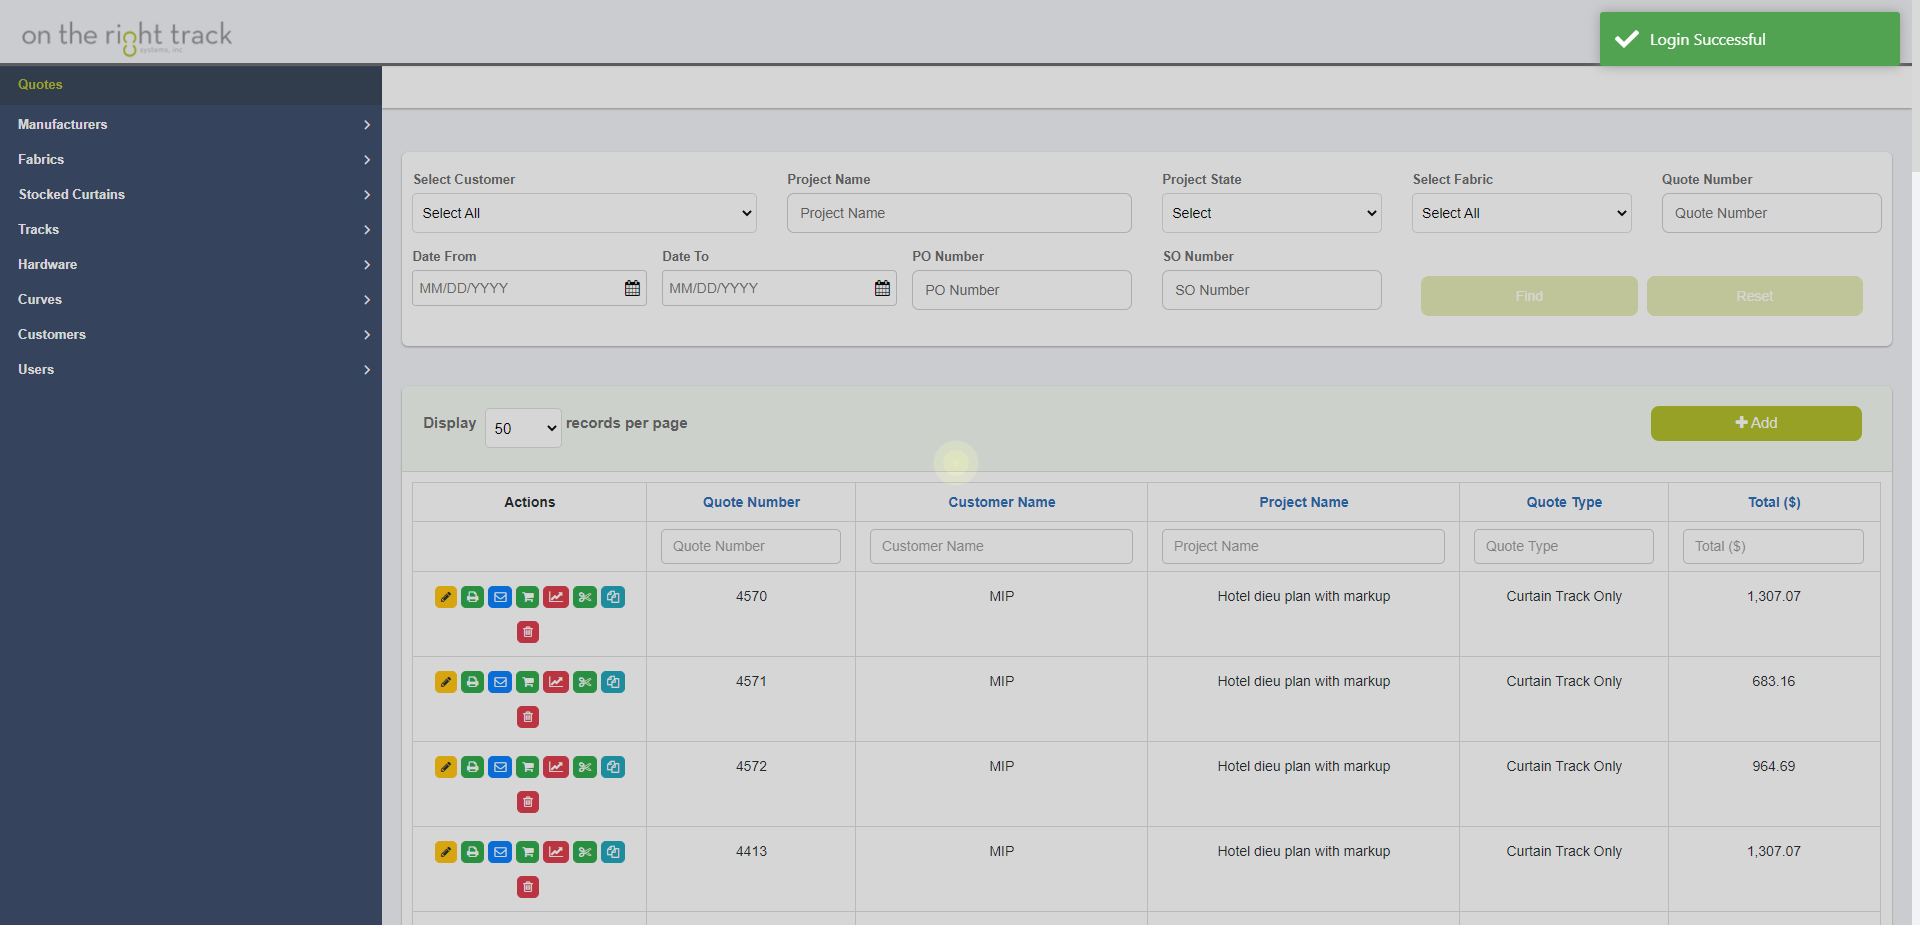 on the right track
systems, inc.
Login Successful
Quotes
Manufacturers
Fabrics
Stocked Curtains
Tracks
Hardware
Curves
Customers
Users
Select Customer
Project Name
Project State
Select Fabric
Quote Number
Select All
Project Name
Select
Select All
Quote Number
Date From
Date To
PO Number
SO Number
MM/DD/YYYY
MM/DD/YYYY
PO Number
SO Number
Find
Reset
Display 50 records per page
Add
Actions Quote Number Customer Name Project Name Quote Type Total ($)
Quote Number Customer Name Project Name Quote Type Total ($)
4570 MIP Hotel dieu plan with markup Curtain Track Only 1,307.07
4571 MIP Hotel dieu plan with markup Curtain Track Only 683.16
4572 MIP Hotel dieu plan with markup Curtain Track Only 964.69
4413 MIP Hotel dieu plan with markup Curtain Track Only 1,307.07